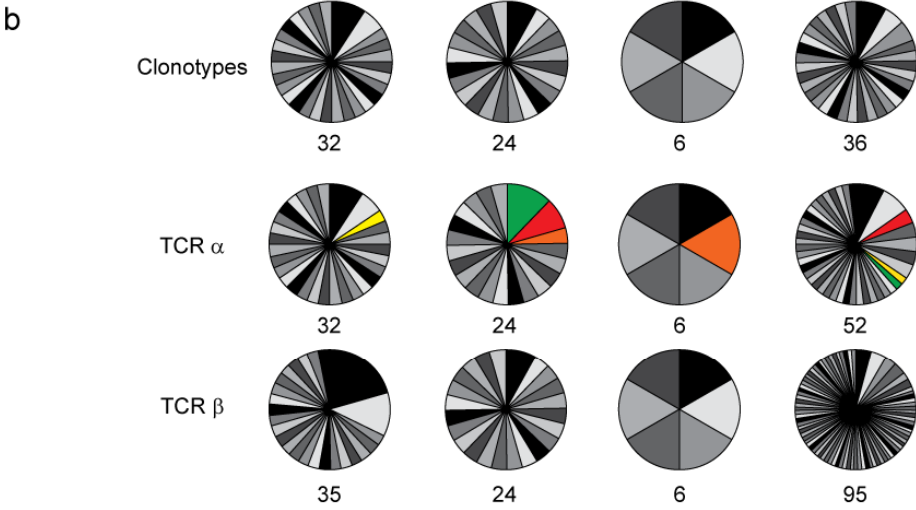 b
Clonotypes
32 24 6 36
TCR α
32 24 6 52
TCR β
35 24 6 95